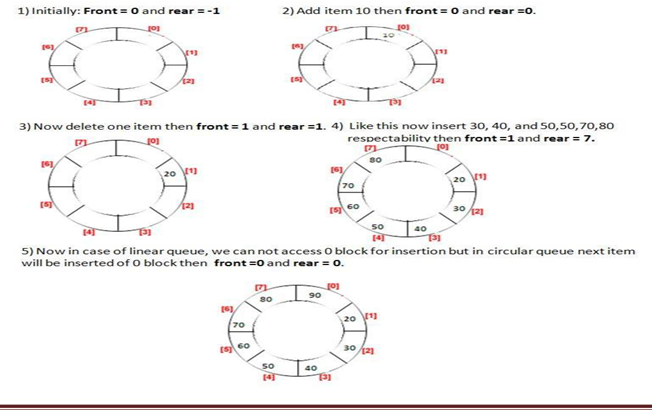 1) Initially: Front = 0 and rear = -1
[7] [0]
[6] [1]
[5] [2]
[4] [3]
2) Add item 10 then front = 0 and rear =0.
[7] [0]
10
[6] [1]
[5] [2]
[4] [3]
3) Now delete one item then front = 1 and rear =1.
[7] [0]
[6] 20 [1]
[5] [2]
[4] [3]
4) Like this now insert 30, 40, and 50,50,70,80
respectability then front =1 and rear = 7.
[7] [0]
80
[6] 20 [1]
70
[5] 60 30 [2]
50 40
[4] [3]
5) Now in case of linear queue, we can not access 0 block for insertion but in circular queue next item
will be inserted of 0 block then front =0 and rear = 0.
[7] [0]
80 90
[6] 20 [1]
70
[5] 60 30 [2]
50 40
[4] [3]